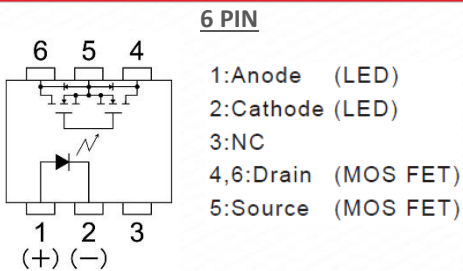 6 PIN
6 5 4
1:Anode (LED)
2:Cathode (LED)
3:NC
4,6:Drain (MOS FET)
5:Source (MOS FET)
1 2 3
(+) (−)